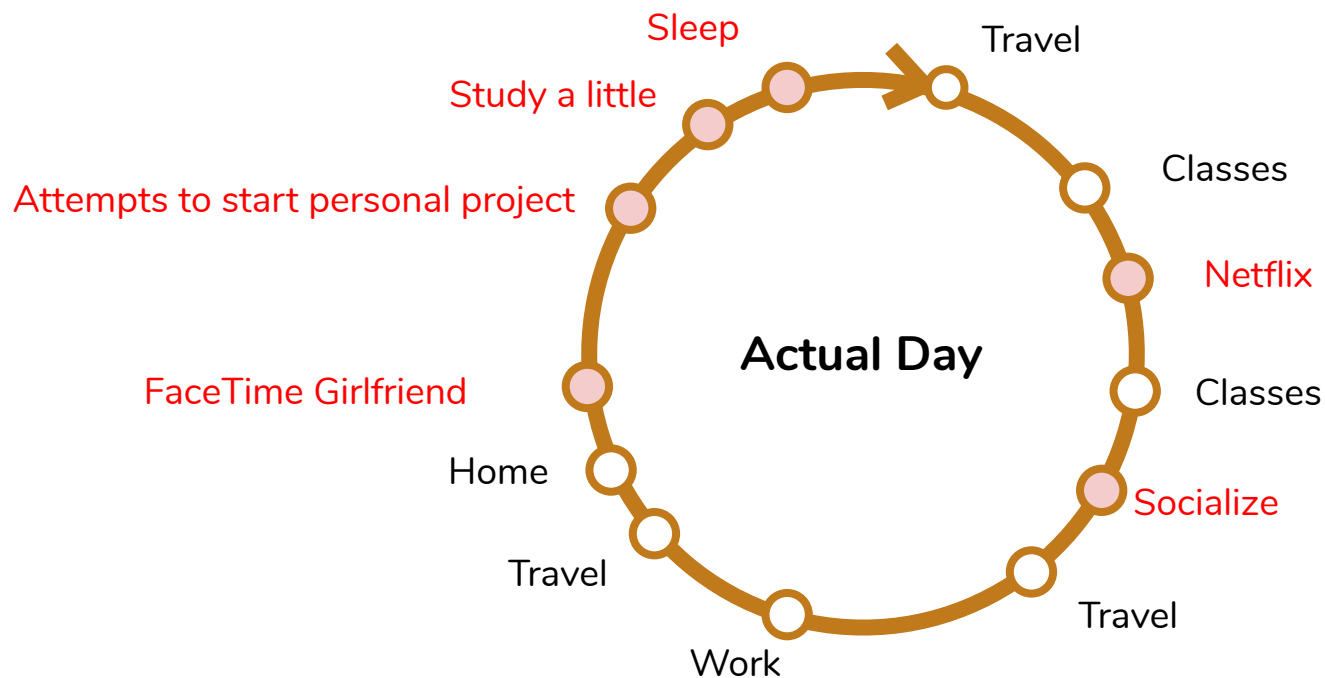 Sleep
Travel
Study a little
Classes
Attempts to start personal project
Netflix
Actual Day
FaceTime Girlfriend
Classes
Home
Socialize
Travel
Travel
Work